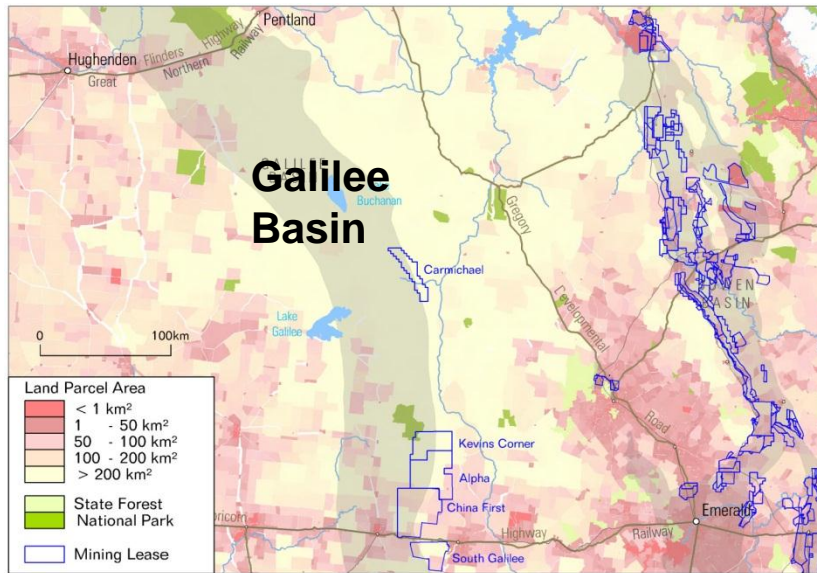 Pentland
Flinders Highway
Railway
Hughenden
Great Northern
GALILEE
Galilee
Basin
Buchanan
Gregory
Carmichael
Developmental
Road
BOWEN
BASIN
Lake
Galilee
0 100km
Land Parcel Area
< 1 km²
1 - 50 km²
50 - 100 km²
100 - 200 km²
> 200 km²
State Forest
National Park
Mining Lease
Kevins Corner
Alpha
China First
South Galilee
Highway
Railway
Emerald